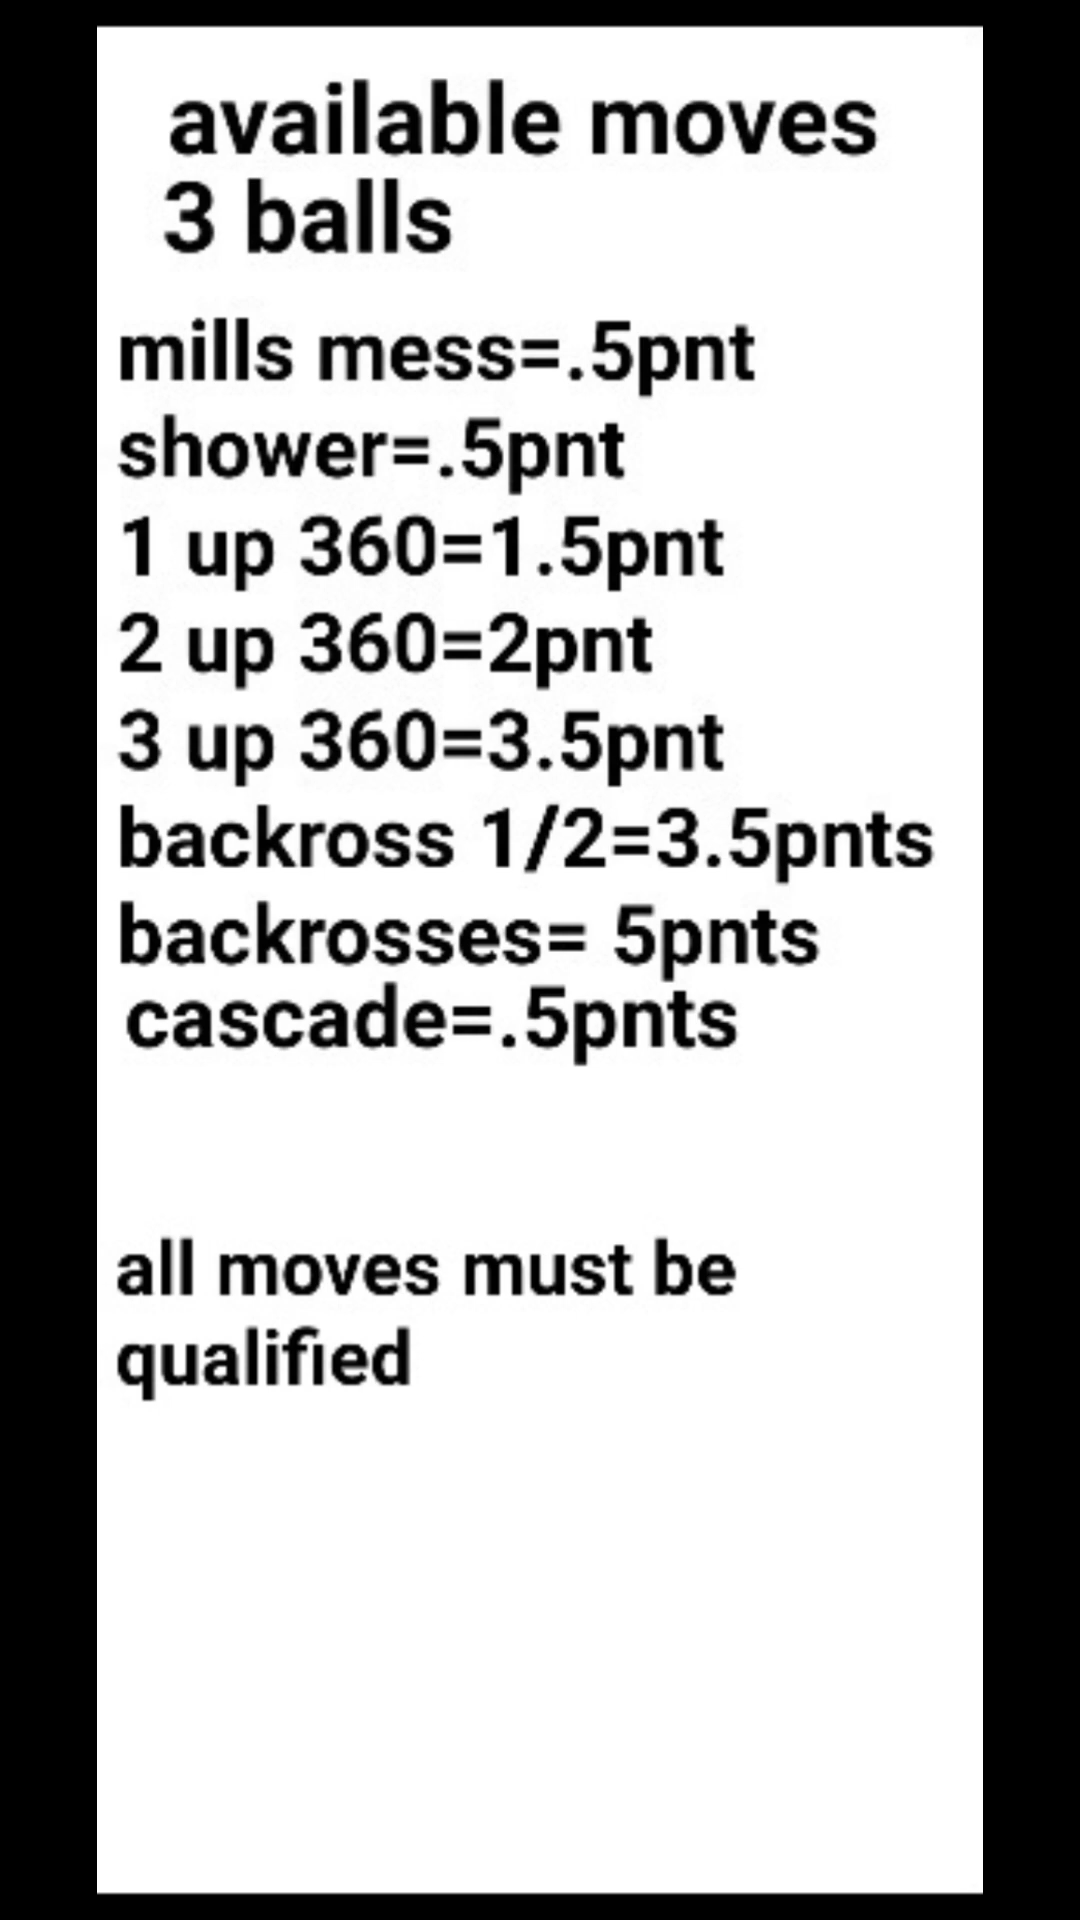 available moves
3 balls
mills mess=.5pnt
shower=.5pnt
1 up 360=1.5pnt
2 up 360=2pnt
3 up 360=3.5pnt
backross 1/2=3.5pnts
backrosses= 5pnts
cascade=.5pnts
all moves must be
qualified